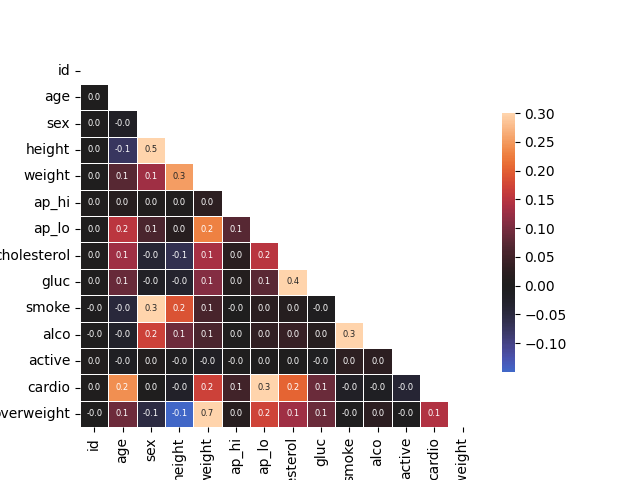 id
age 0.0
sex 0.0 -0.0
height 0.0 -0.1 0.5
weight 0.0 0.1 0.1 0.3
ap_hi 0.0 0.0 0.0 0.0 0.0
ap_lo 0.0 0.2 0.1 0.0 0.2 0.1
cholesterol 0.0 0.1 -0.0 -0.1 0.1 0.0 0.2
gluc 0.0 0.1 -0.0 -0.0 0.1 0.0 0.1 0.4
smoke -0.0 -0.0 0.3 0.2 0.1 -0.0 0.0 0.0 -0.0
alco -0.0 -0.0 0.2 0.1 0.1 0.0 0.0 0.0 0.0 0.3
active 0.0 -0.0 0.0 -0.0 -0.0 -0.0 0.0 0.0 -0.0 0.0 0.0
cardio 0.0 0.2 0.0 -0.0 0.2 0.1 0.3 0.2 0.1 -0.0 -0.0 -0.0
overweight -0.0 0.1 -0.1 -0.1 0.7 0.0 0.2 0.1 0.1 -0.0 0.0 -0.0 0.1
id age sex height weight ap_hi ap_lo esterol gluc smoke alco active cardio weight
0.30
0.25
0.20
0.15
0.10
0.05
0.00
−0.05
−0.10